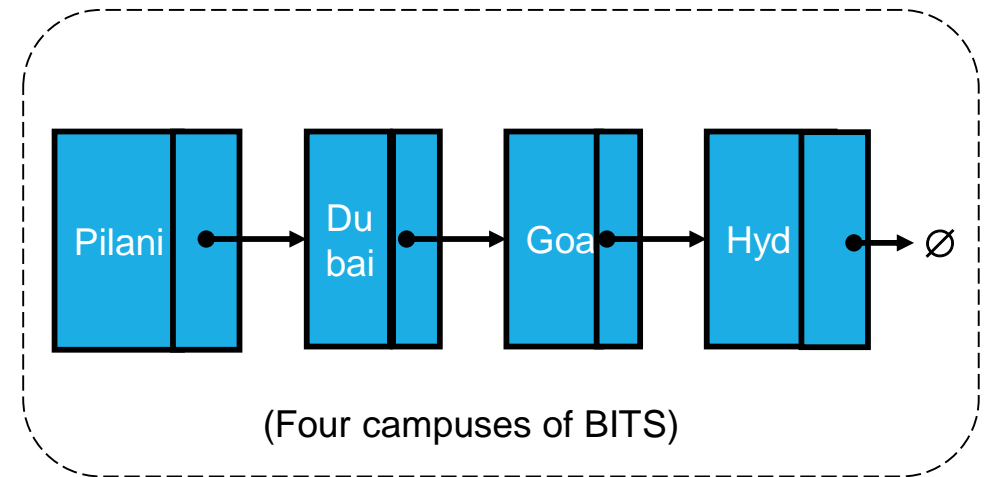 Pilani
Du
bai
Goa
Hyd
∅
(Four campuses of BITS)